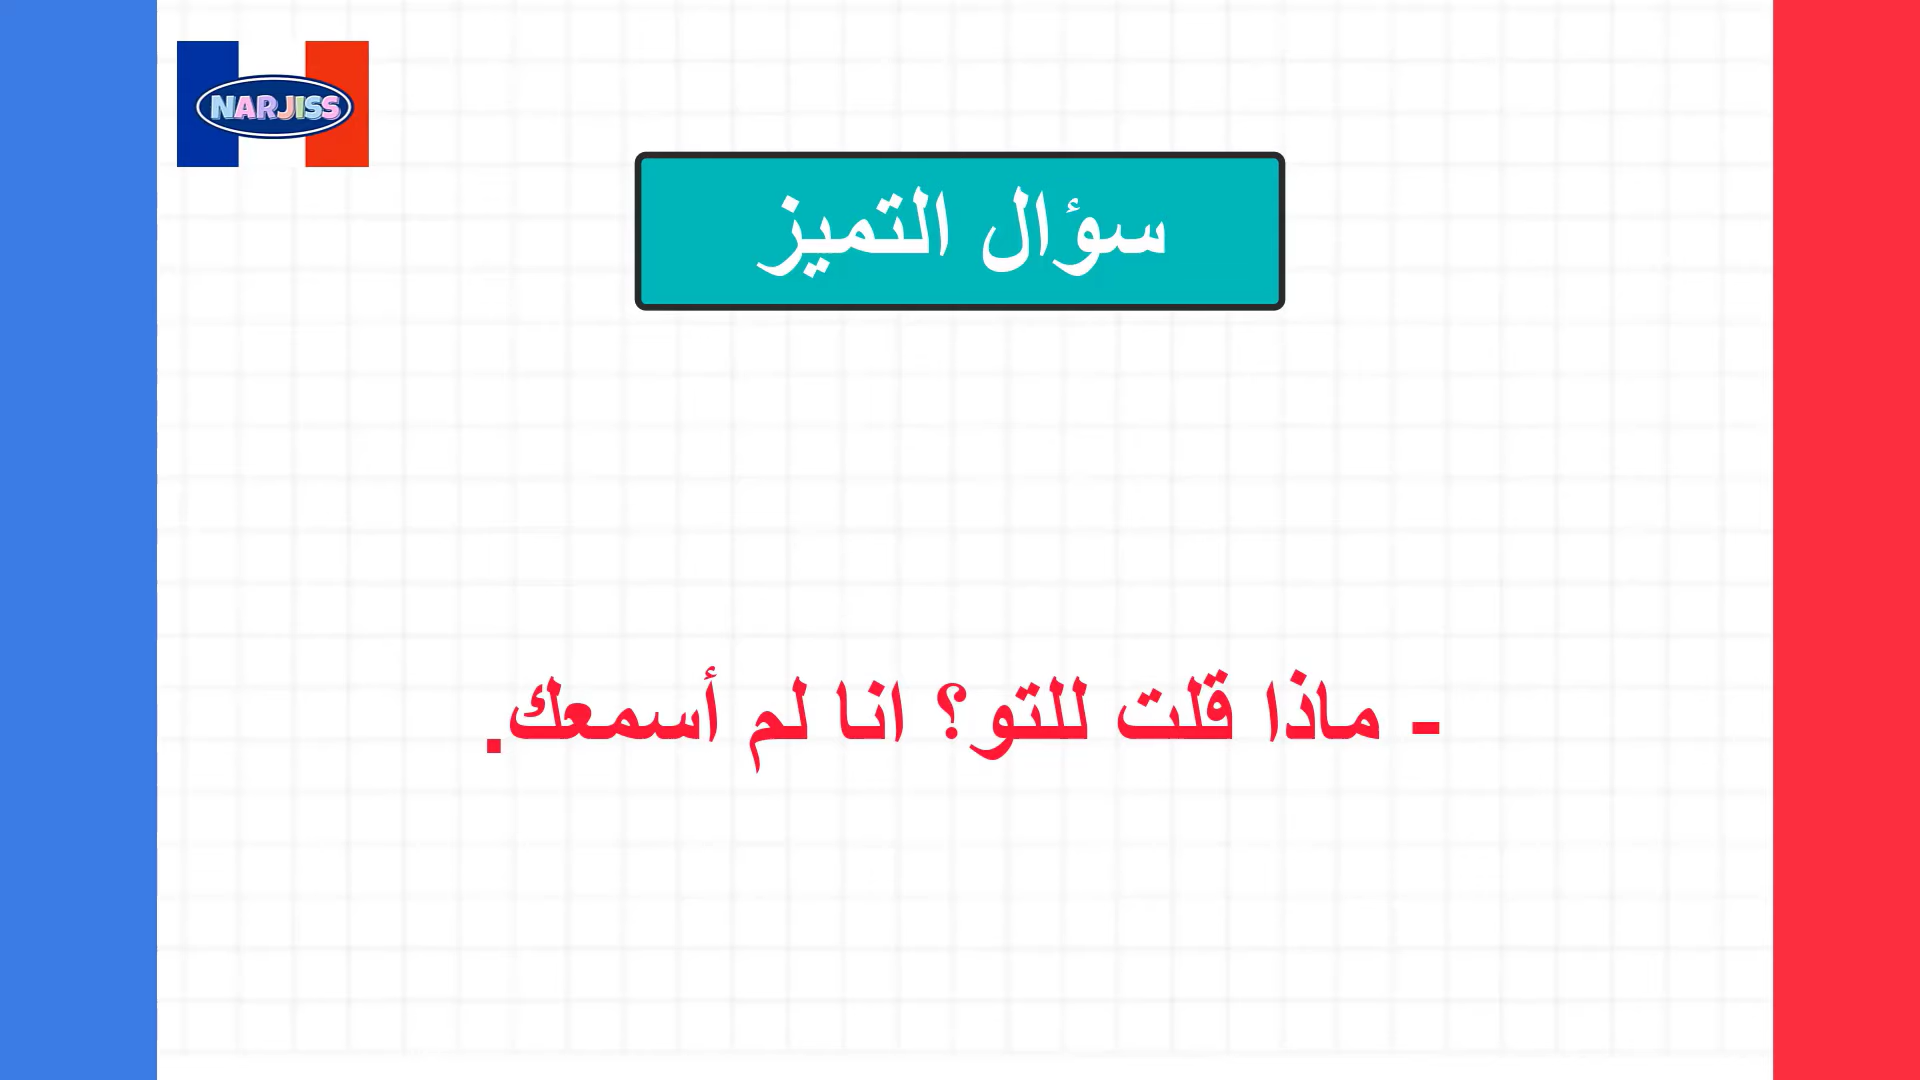 NARJISS
سؤال التميز
- ماذا قلت للتو؟ انا لم أسمعك.